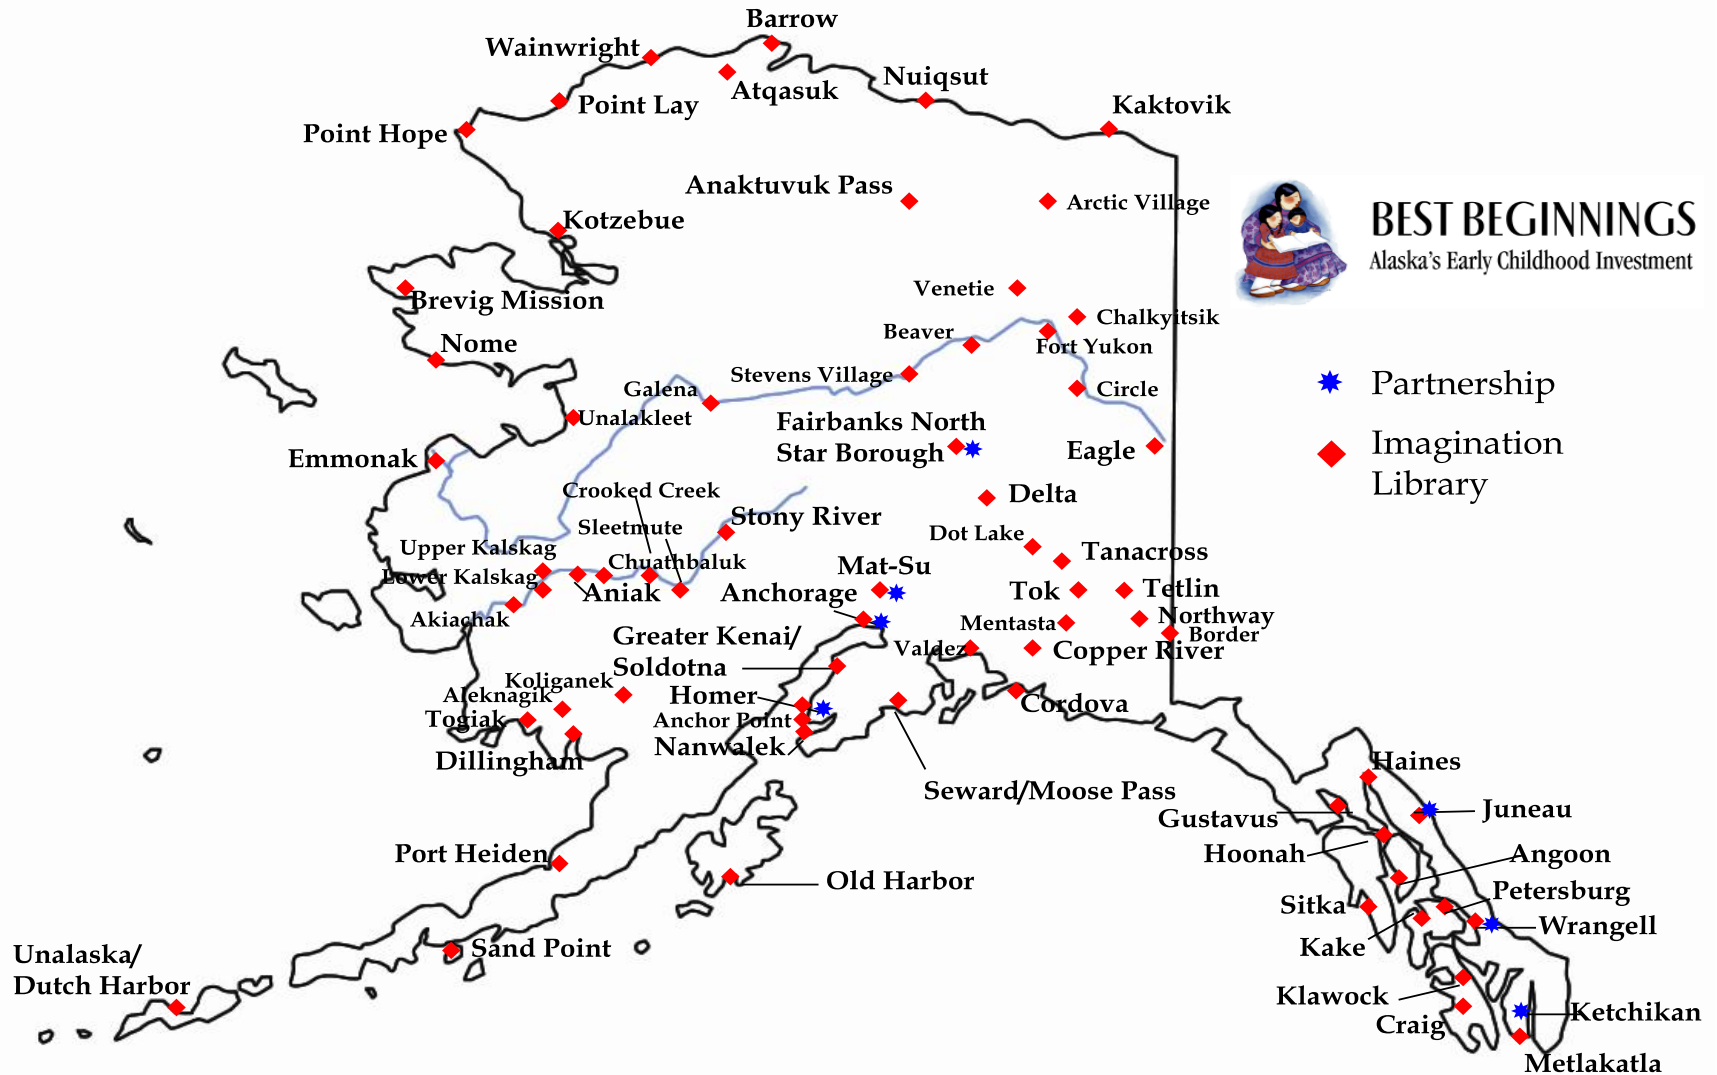 Barrow
Wainwright
Atqasuk
Nuiqsut
Point Lay
Kaktovik
Point Hope
Anaktuvuk Pass
Arctic Village
BEST BEGINNINGS
Alaska's Early Childhood Investment
Kotzebue
Venetie
Brevig Mission
Chalkyitsik
Beaver
Fort Yukon
Nome
Stevens Village
Circle
Partnership
Galena
Unalakleet
Fairbanks North
Star Borough
Eagle
Imagination
Library
Emmonak
Crooked Creek
Delta
Sleetmute
Stony River
Dot Lake
Upper Kalskag
Chuathbaluk
Tanacross
Lower Kalskag
Mat-Su
Aniak
Anchorage
Tok
Tetlin
Akiachak
Mentasta
Northway
Border
Greater Kenai/
Soldotna
Valdez
Copper River
Koliganek
Aleknagik
Homer
Cordova
Togiak
Anchor Point
Nanwalek
Dillingham
Seward/Moose Pass
Haines
Gustavus
Juneau
Port Heiden
Hoonah
Angoon
Old Harbor
Petersburg
Sitka
Wrangell
Kake
Sand Point
Unalaska/
Dutch Harbor
Klawock
Craig
Ketchikan
Metlakatla